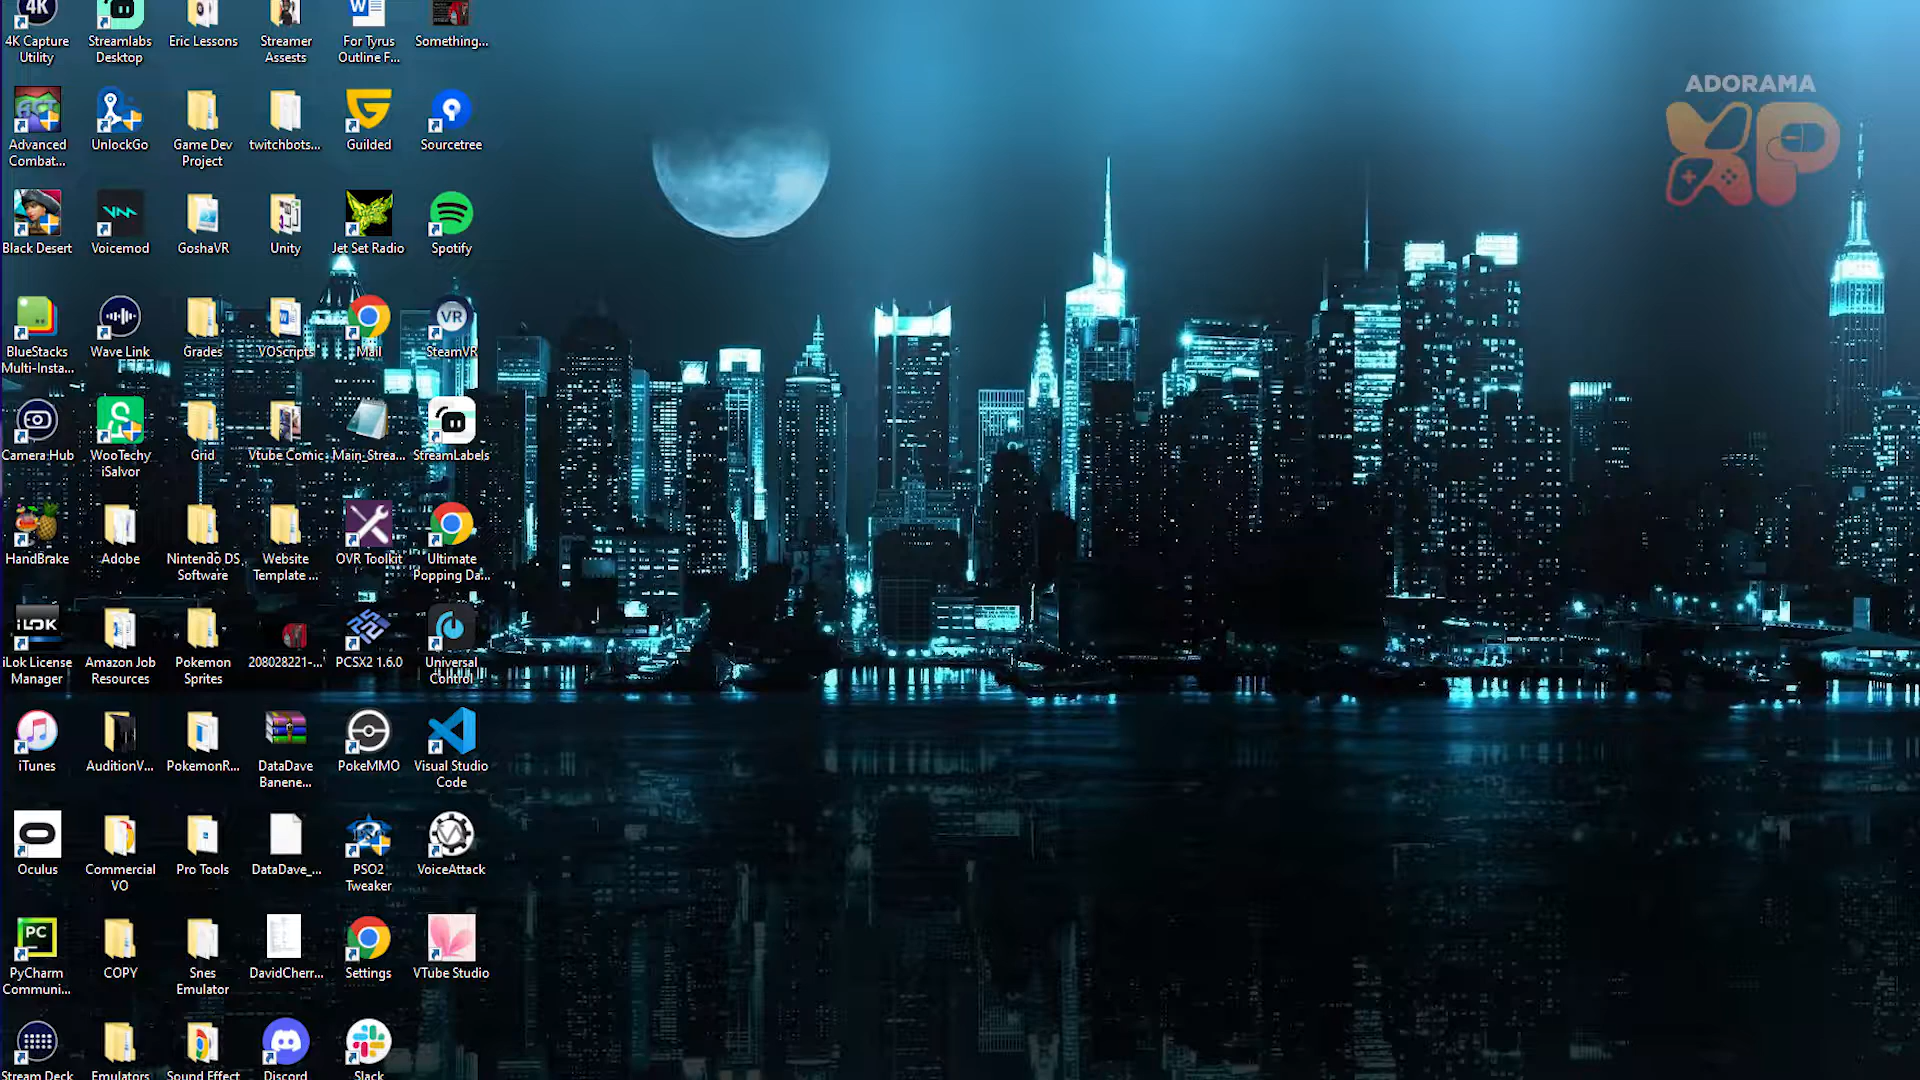 4K
4K Capture
Utility
Streamlabs
Desktop
Eric Lessons
Streamer
Assests
For Tyrus
Outline F...
Something...
ADORAMA
XP
Advanced
Combat...
UnlockGo
Game Dev
Project
twitchbots...
Guilded
Sourcetree
Black Desert
Voicemod
GoshaVR
Unity
Jet Set Radio
Spotify
BlueStacks
Multi-Insta...
Wave Link
Grades
VOScripts
Mail
VR
SteamVR
Camera Hub
WooTechy
iSalvor
Grid
Vtube Comic
Main_Strea...
StreamLabels
HandBrake
Adobe
Nintendo DS
Software
Website
Template ...
OVR Toolkit
Ultimate
Popping Da...
iLOK
iLok License
Manager
Amazon Job
Resources
Pokemon
Sprites
208028221-...
PCSX2 1.6.0
Universal
Control
iTunes
AuditionV...
PokemonR...
DataDave
Banene...
PokeMMO
Visual Studio
Code
Oculus
Commercial
VO
Pro Tools
DataDave_...
PSO2
Tweaker
VoiceAttack
PC
PyCharm
Communi...
COPY
Snes
Emulator
DavidCherr...
Settings
VTube Studio
Stream Deck
Emulators
Sound Effect
Discord
Slack